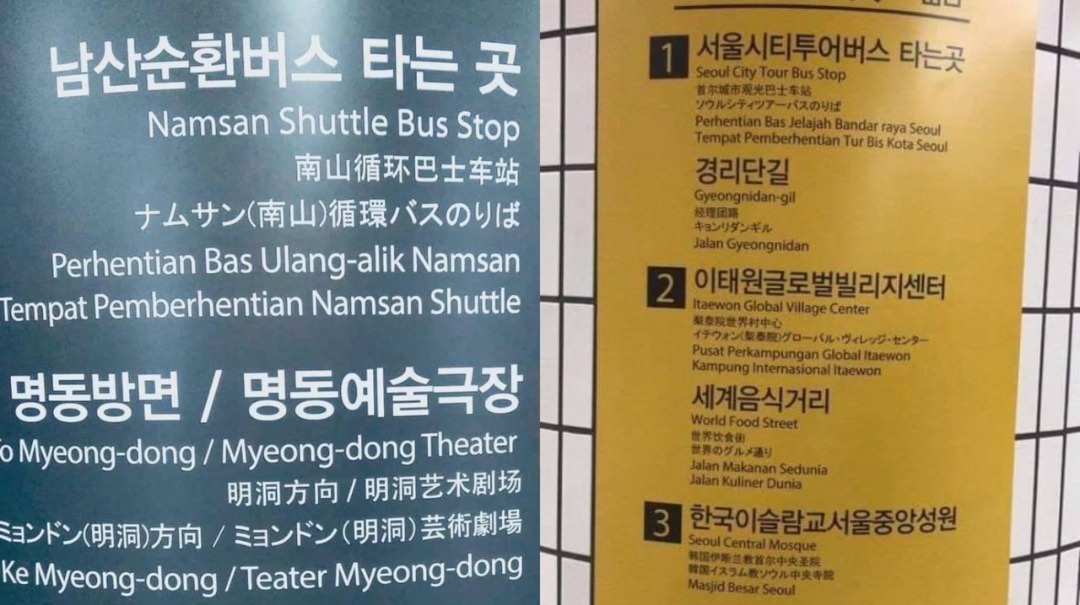 남산순환버스 타는 곳
Namsan Shuttle Bus Stop
南山循环巴士车站
ナムサン(南山)循環バスのりば
Perhentian Bas Ulang-alik Namsan
Tempat Pemberhentian Namsan Shuttle
명동방면 / 명동예술극장
To Myeong-dong / Myeong-dong Theater
明洞方向 / 明洞艺术剧场
ミョンドン(明洞)方向 / ミョンドン(明洞)芸術劇場
Ke Myeong-dong / Teater Myeong-dong
1 서울시티투어버스 타는곳
Seoul City Tour Bus Stop
首尔城市观光巴士车站
ソウルシティツアーバスのりば
Perhentian Bas Jelajah Bandar raya Seoul
Tempat Pemberhentian Tur Bis Kota Seoul
경리단길
Gyeongnidan-gil
经理团路
キョンリダンギル
Jalan Gyeongnidan
2 이태원글로벌빌리지센터
Itaewon Global Village Center
梨泰院世界村中心
イテウォン(梨泰院)グローバル・ヴィレッジ・センター
Pusat Perkampungan Global Itaewon
Kampung Internasional Itaewon
세계음식거리
World Food Street
世界饮食街
世界のグルメ通り
Jalan Makanan Sedunia
Jalan Kuliner Dunia
3 한국이슬람교서울중앙성원
Seoul Central Mosque
韩国伊斯兰教首尔中央圣院
韓国イスラム教ソウル中央寺院
Masjid Besar Seoul